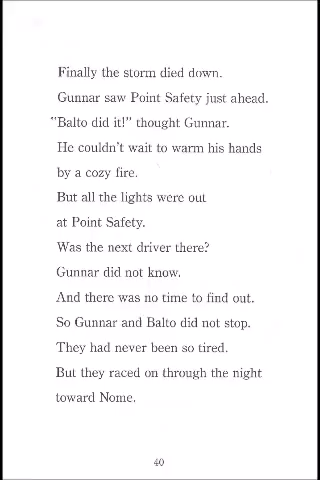 Finally the storm died down.
Gunnar saw Point Safety just ahead.
"Balto did it!" thought Gunnar.
He couldn't wait to warm his hands
by a cozy fire.
But all the lights were out
at Point Safety.
Was the next driver there?
Gunnar did not know.
And there was no time to find out.
So Gunnar and Balto did not stop.
They had never been so tired.
But they raced on through the night
toward Nome.
40